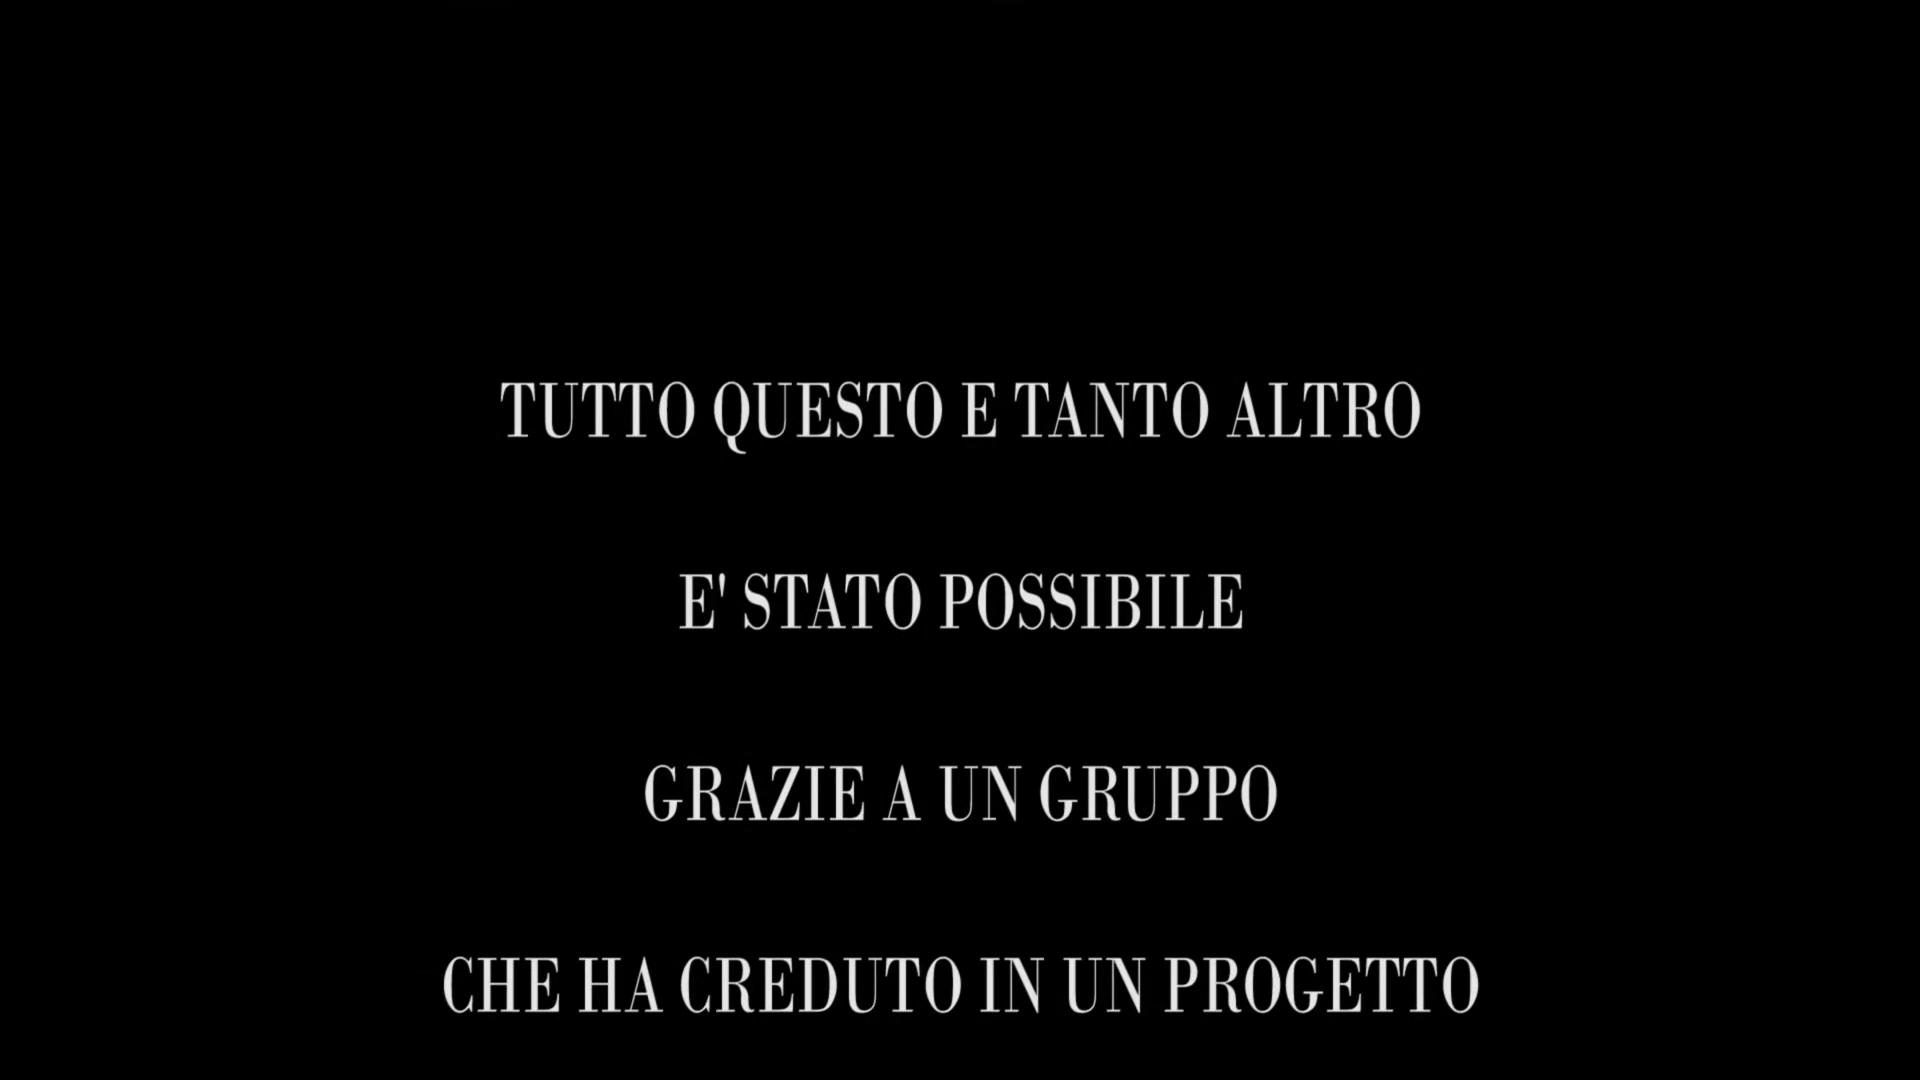 TUTTO QUESTO E TANTO ALTRO
E' STATO POSSIBILE
GRAZIE A UN GRUPPO
CHE HA CREDUTO IN UN PROGETTO